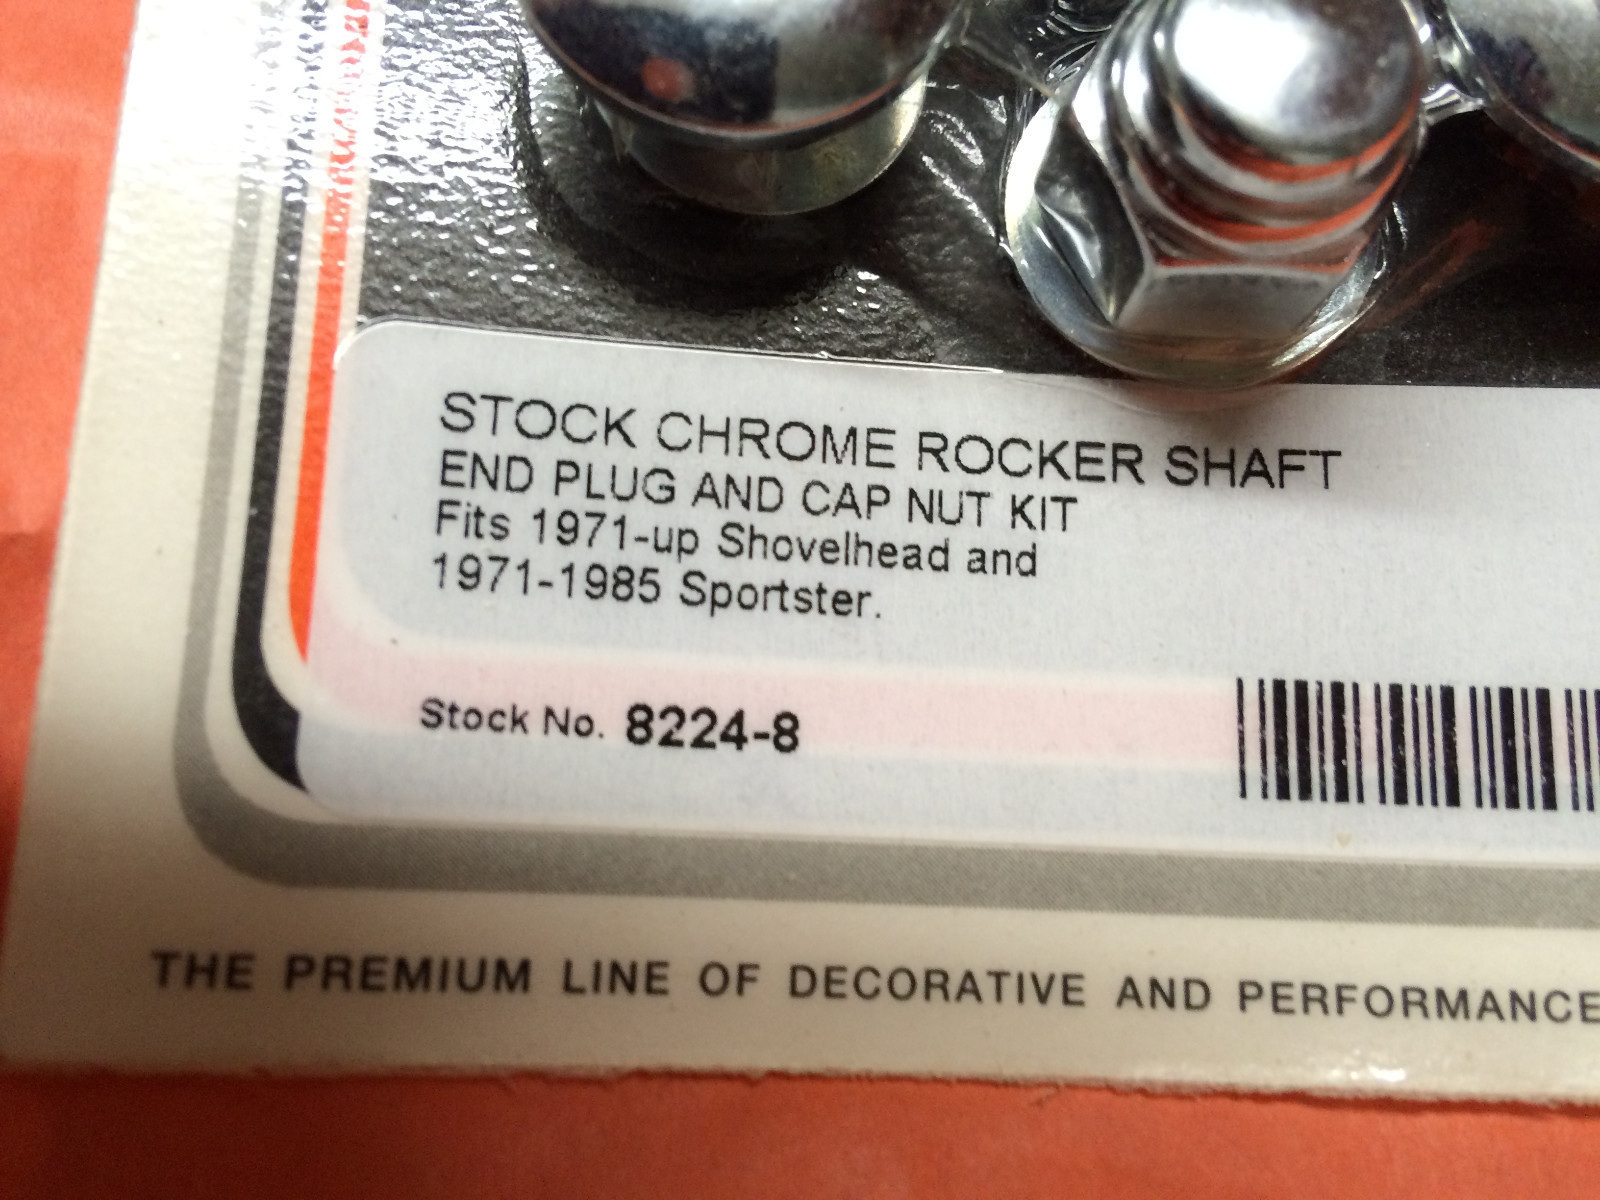 STOCK CHROME ROCKER SHAFT
END PLUG AND CAP NUT KIT
Fits 1971-up Shovelhead and
1971-1985 Sportster.
Stock No. 8224-8
THE PREMIUM LINE OF DECORATIVE AND PERFORMANCE